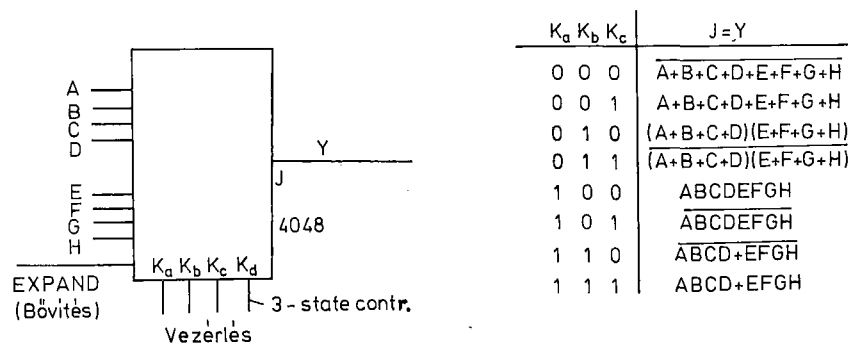 A
B
C
D
E
F
G
H
EXPAND
(Bővítés)
Y
J
4048
Ka Kb Kc Kd
3-state contr.
Vezérlés
Ka Kb Kc J=Y
0 0 0 A+B+C+D+E+F+G+H
0 0 1 A+B+C+D+E+F+G+H
0 1 0 (A+B+C+D)(E+F+G+H)
0 1 1 (A+B+C+D)(E+F+G+H)
1 0 0 ABCDEFGH
1 0 1 ABCDEFGH
1 1 0 ABCD+EFGH
1 1 1 ABCD+EFGH